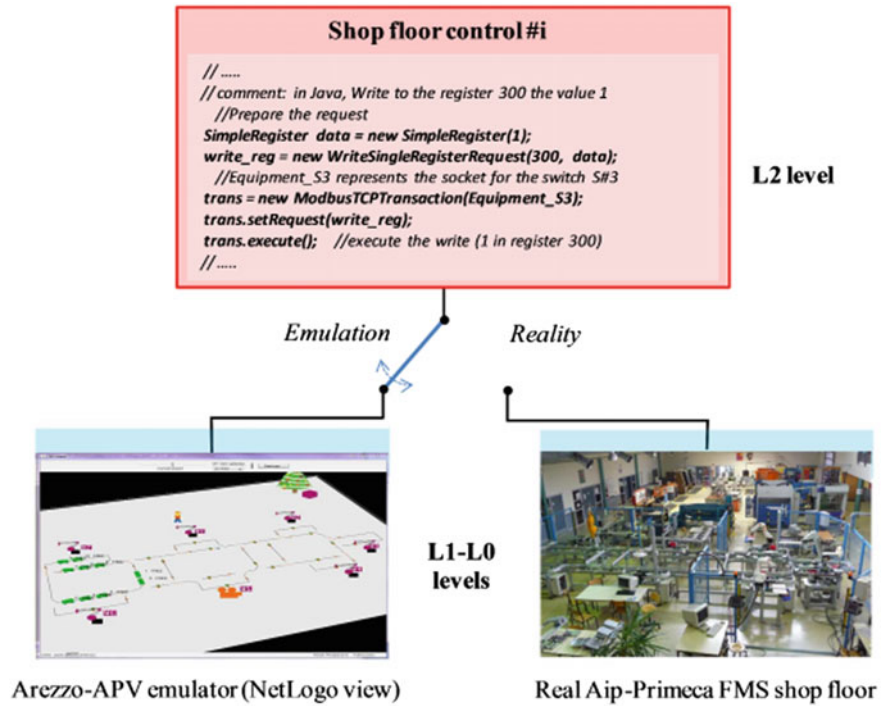 Shop floor control #i
// .....
// comment: in Java, Write to the register 300 the value 1
//Prepare the request
SimpleRegister data = new SimpleRegister(1);
write_reg = new WriteSingleRegisterRequest(300, data);
//Equipment_S3 represents the socket for the switch S#3
trans = new ModbusTCPTransaction(Equipment_S3);
trans.setRequest(write_reg);
trans.execute(); //execute the write (1 in register 300)
// .....
L2 level
Emulation
Reality
L1-L0
levels
Arezzo-APV emulator (NetLogo view)
Real Aip-Primeca FMS shop floor